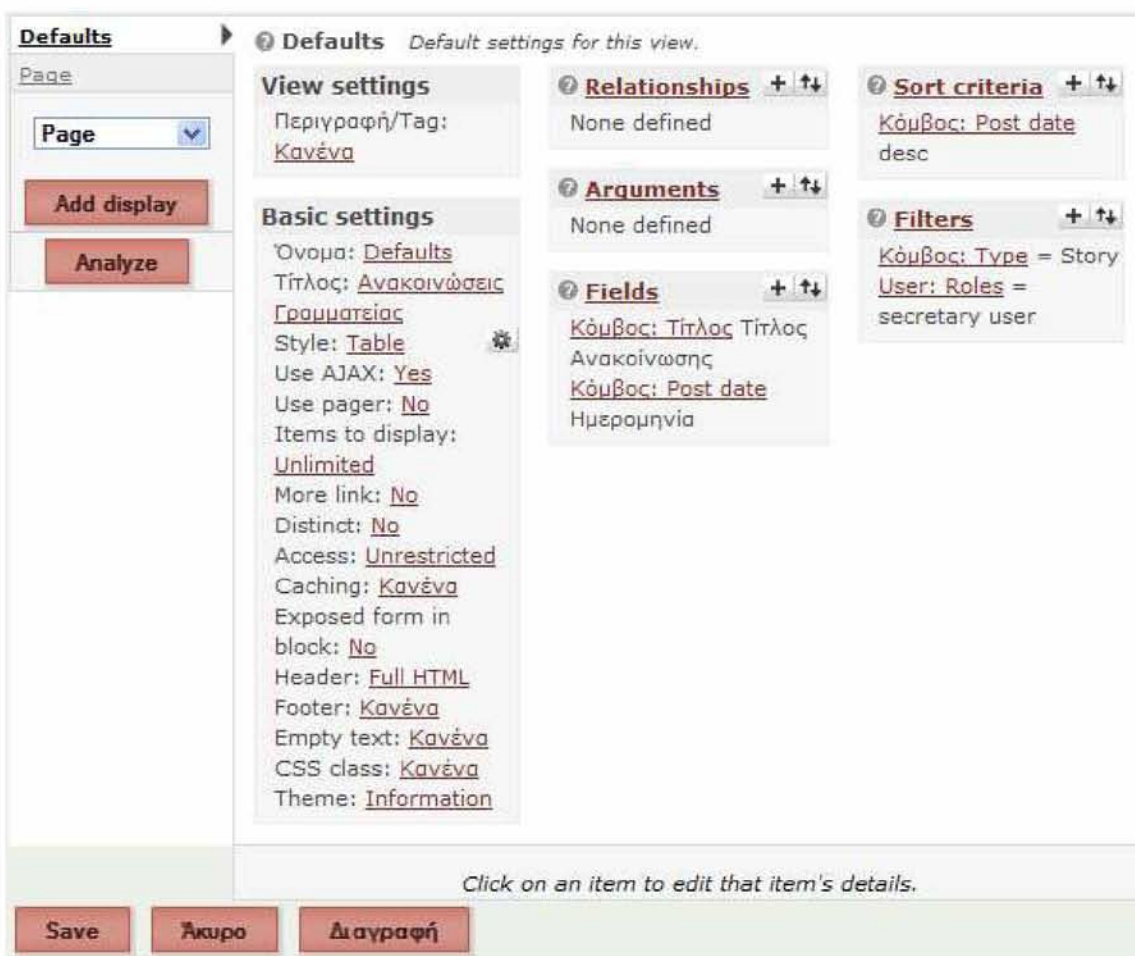 Defaults
Page
Page
Add display
Analyze
Defaults Default settings for this view.
View settings
Περιγραφή/Tag:
Κανένα
Basic settings
Όνομα: Defaults
Τίτλος: Ανακοινώσεις
Γραμματείας
Style: Table
Use AJAX: Yes
Use pager: No
Items to display:
Unlimited
More link: No
Distinct: No
Access: Unrestricted
Caching: Κανένα
Exposed form in
block: No
Header: Full HTML
Footer: Κανένα
Empty text: Κανένα
CSS class: Κανένα
Theme: Information
Relationships
None defined
Arguments
None defined
Fields
Κόμβος: Τίτλος Τίτλος
Ανακοίνωσης
Κόμβος: Post date
Ημερομηνία
Sort criteria
Κόμβος: Post date
desc
Filters
Κόμβος: Type = Story
User: Roles =
secretary user
Click on an item to edit that item's details.
Save
Άκυρο
Διαγραφή